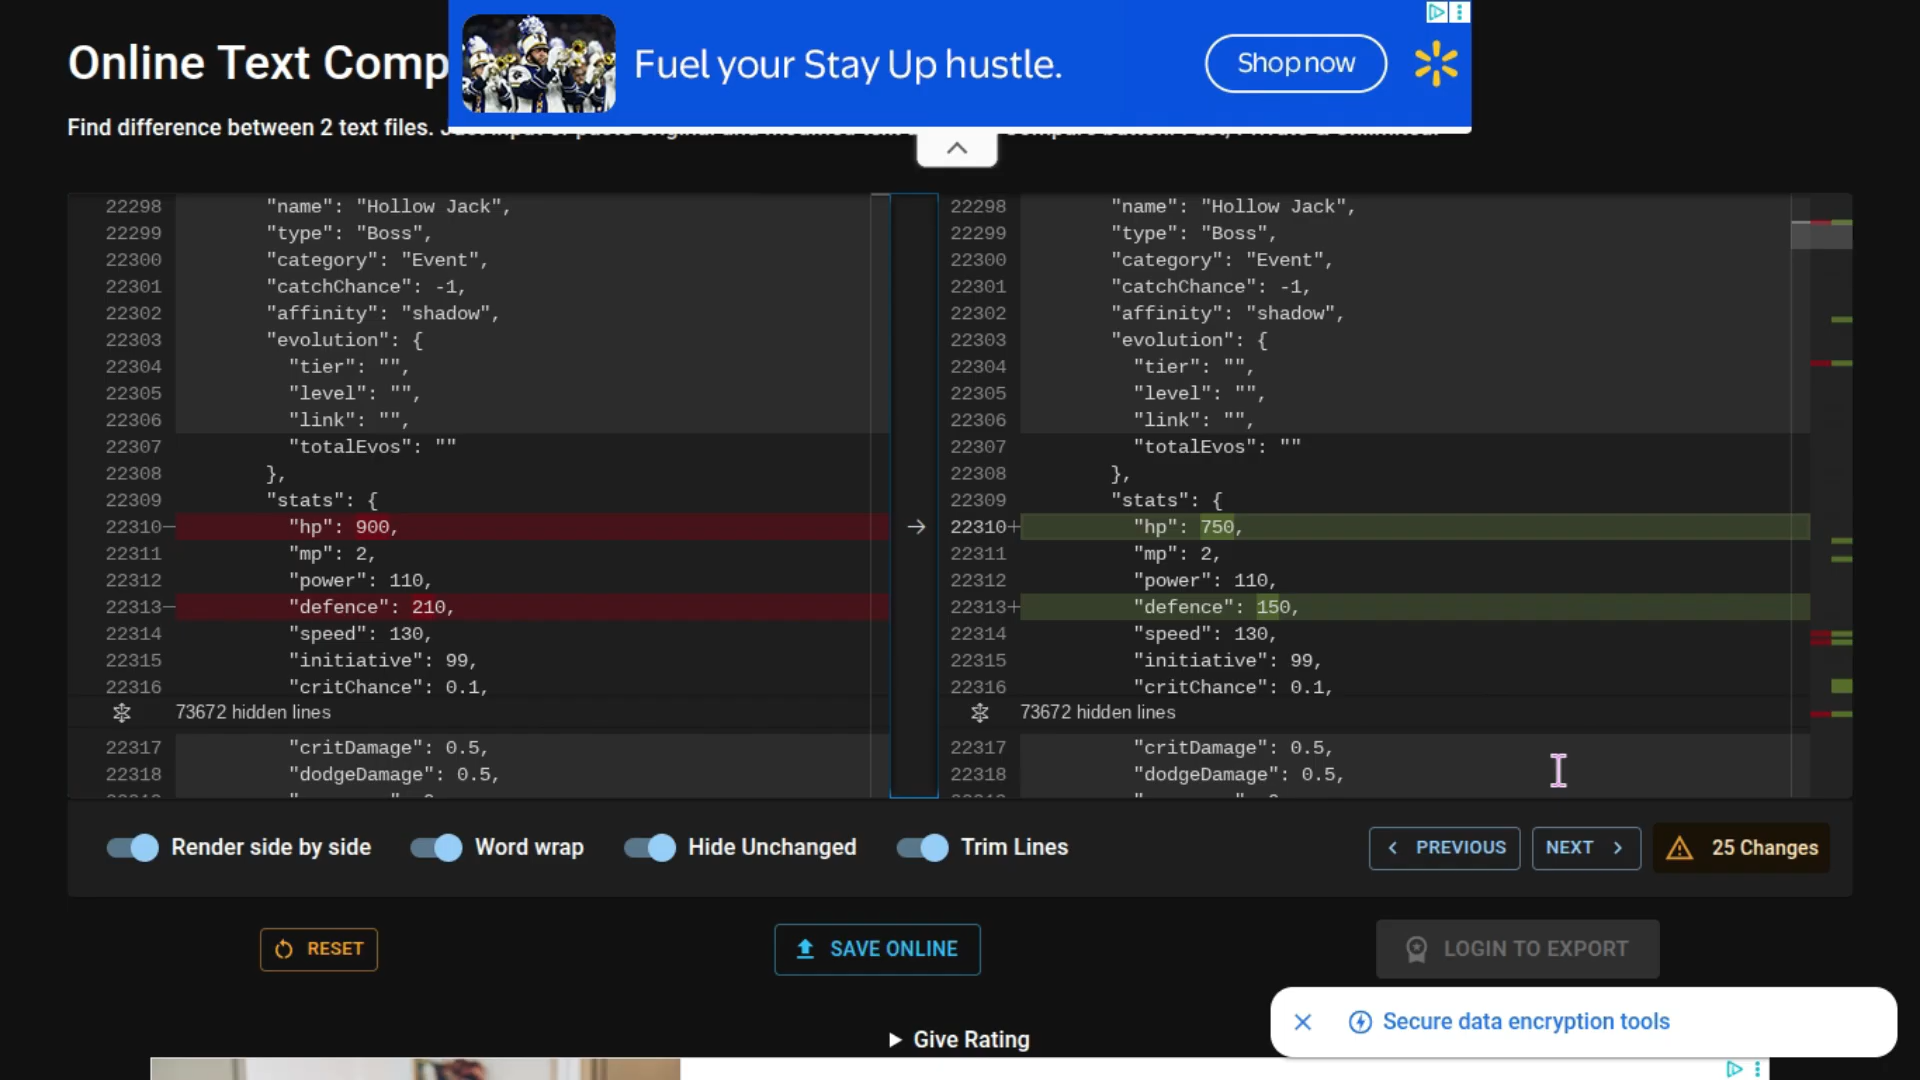 Online Text Comp
Fuel your Stay Up hustle.
Shop now
Find difference between 2 text files.
22298 "name": "Hollow Jack",
22299 "type": "Boss",
22300 "category": "Event",
22301 "catchChance": -1,
22302 "affinity": "shadow",
22303 "evolution": {
22304 "tier": "",
22305 "level": "",
22306 "link": "",
22307 "totalEvos": ""
22308 },
22309 "stats": {
22310- "hp": 900,
22311 "mp": 2,
22312 "power": 110,
22313- "defence": 210,
22314 "speed": 130,
22315 "initiative": 99,
22316 "critChance": 0.1,
73672 hidden lines
22317 "critDamage": 0.5,
22318 "dodgeDamage": 0.5,
22298 "name": "Hollow Jack",
22299 "type": "Boss",
22300 "category": "Event",
22301 "catchChance": -1,
22302 "affinity": "shadow",
22303 "evolution": {
22304 "tier": "",
22305 "level": "",
22306 "link": "",
22307 "totalEvos": ""
22308 },
22309 "stats": {
22310+ "hp": 750,
22311 "mp": 2,
22312 "power": 110,
22313+ "defence": 150,
22314 "speed": 130,
22315 "initiative": 99,
22316 "critChance": 0.1,
73672 hidden lines
22317 "critDamage": 0.5,
22318 "dodgeDamage": 0.5,
Render side by side Word wrap Hide Unchanged Trim Lines PREVIOUS NEXT 25 Changes
RESET SAVE ONLINE LOGIN TO EXPORT
Secure data encryption tools
Give Rating